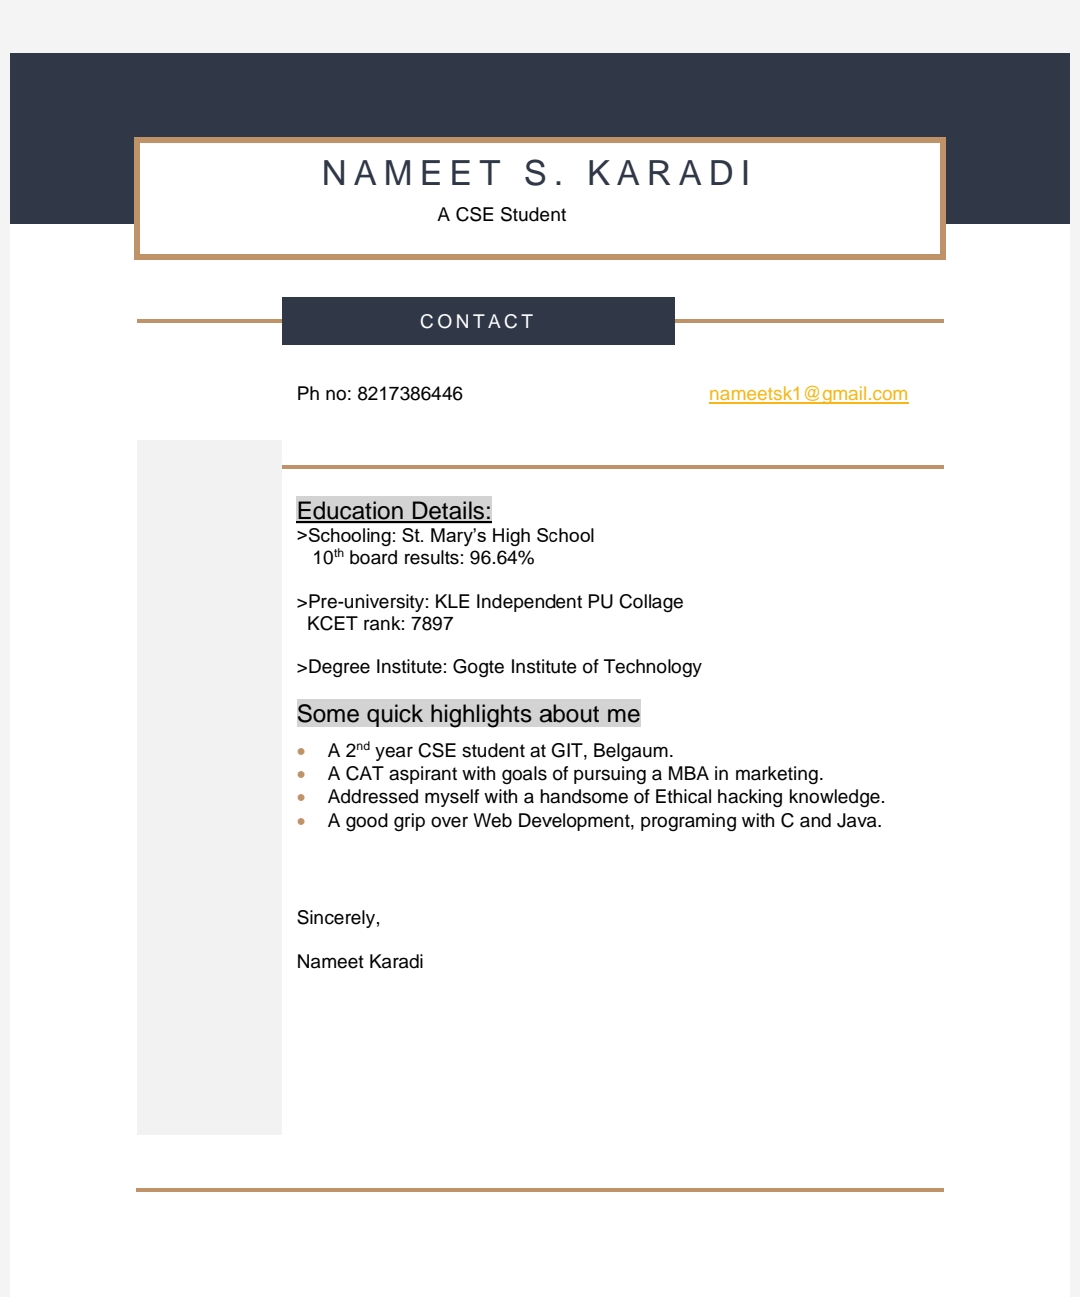 NAMEET S. KARADI
A CSE Student
CONTACT
Ph no: 8217386446 nameetsk1@gmail.com
Education Details:
>Schooling: St. Mary’s High School
10th board results: 96.64%
>Pre-university: KLE Independent PU Collage
KCET rank: 7897
>Degree Institute: Gogte Institute of Technology
Some quick highlights about me
• A 2nd year CSE student at GIT, Belgaum.
• A CAT aspirant with goals of pursuing a MBA in marketing.
• Addressed myself with a handsome of Ethical hacking knowledge.
• A good grip over Web Development, programing with C and Java.
Sincerely,
Nameet Karadi